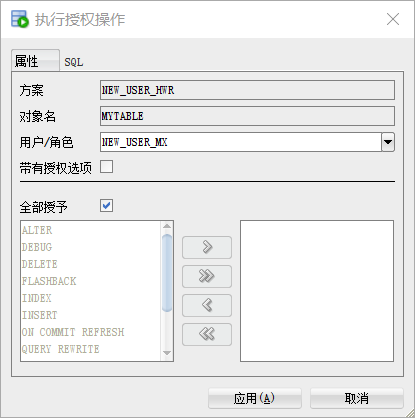 执行授权操作
属性 SQL
方案 NEW_USER_HWR
对象名 MYTABLE
用户/角色 NEW_USER_MX
带有授权选项
全部授予
ALTER
DEBUG
DELETE
FLASHBACK
INDEX
INSERT
ON COMMIT REFRESH
QUERY REWRITE
应用(A) 取消